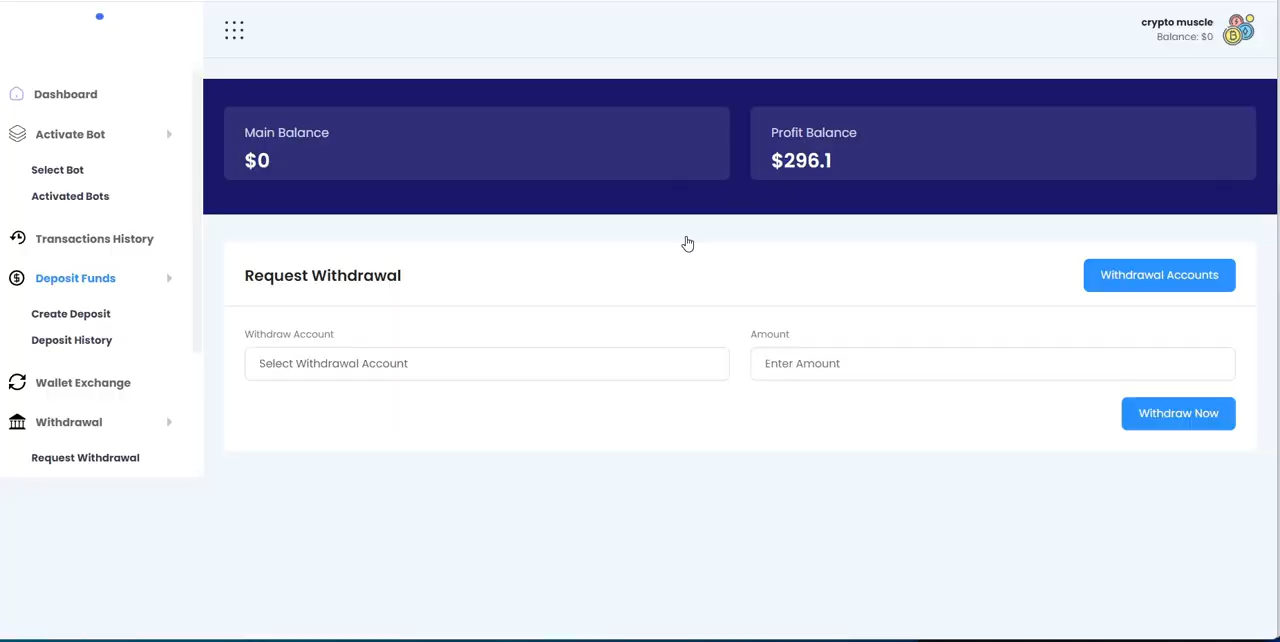 crypto muscle
Balance: $0
Dashboard
Activate Bot
Select Bot
Activated Bots
Transactions History
Deposit Funds
Create Deposit
Deposit History
Wallet Exchange
Withdrawal
Request Withdrawal
Main Balance
$0
Profit Balance
$296.1
Request Withdrawal
Withdrawal Accounts
Withdraw Account
Select Withdrawal Account
Amount
Enter Amount
Withdraw Now